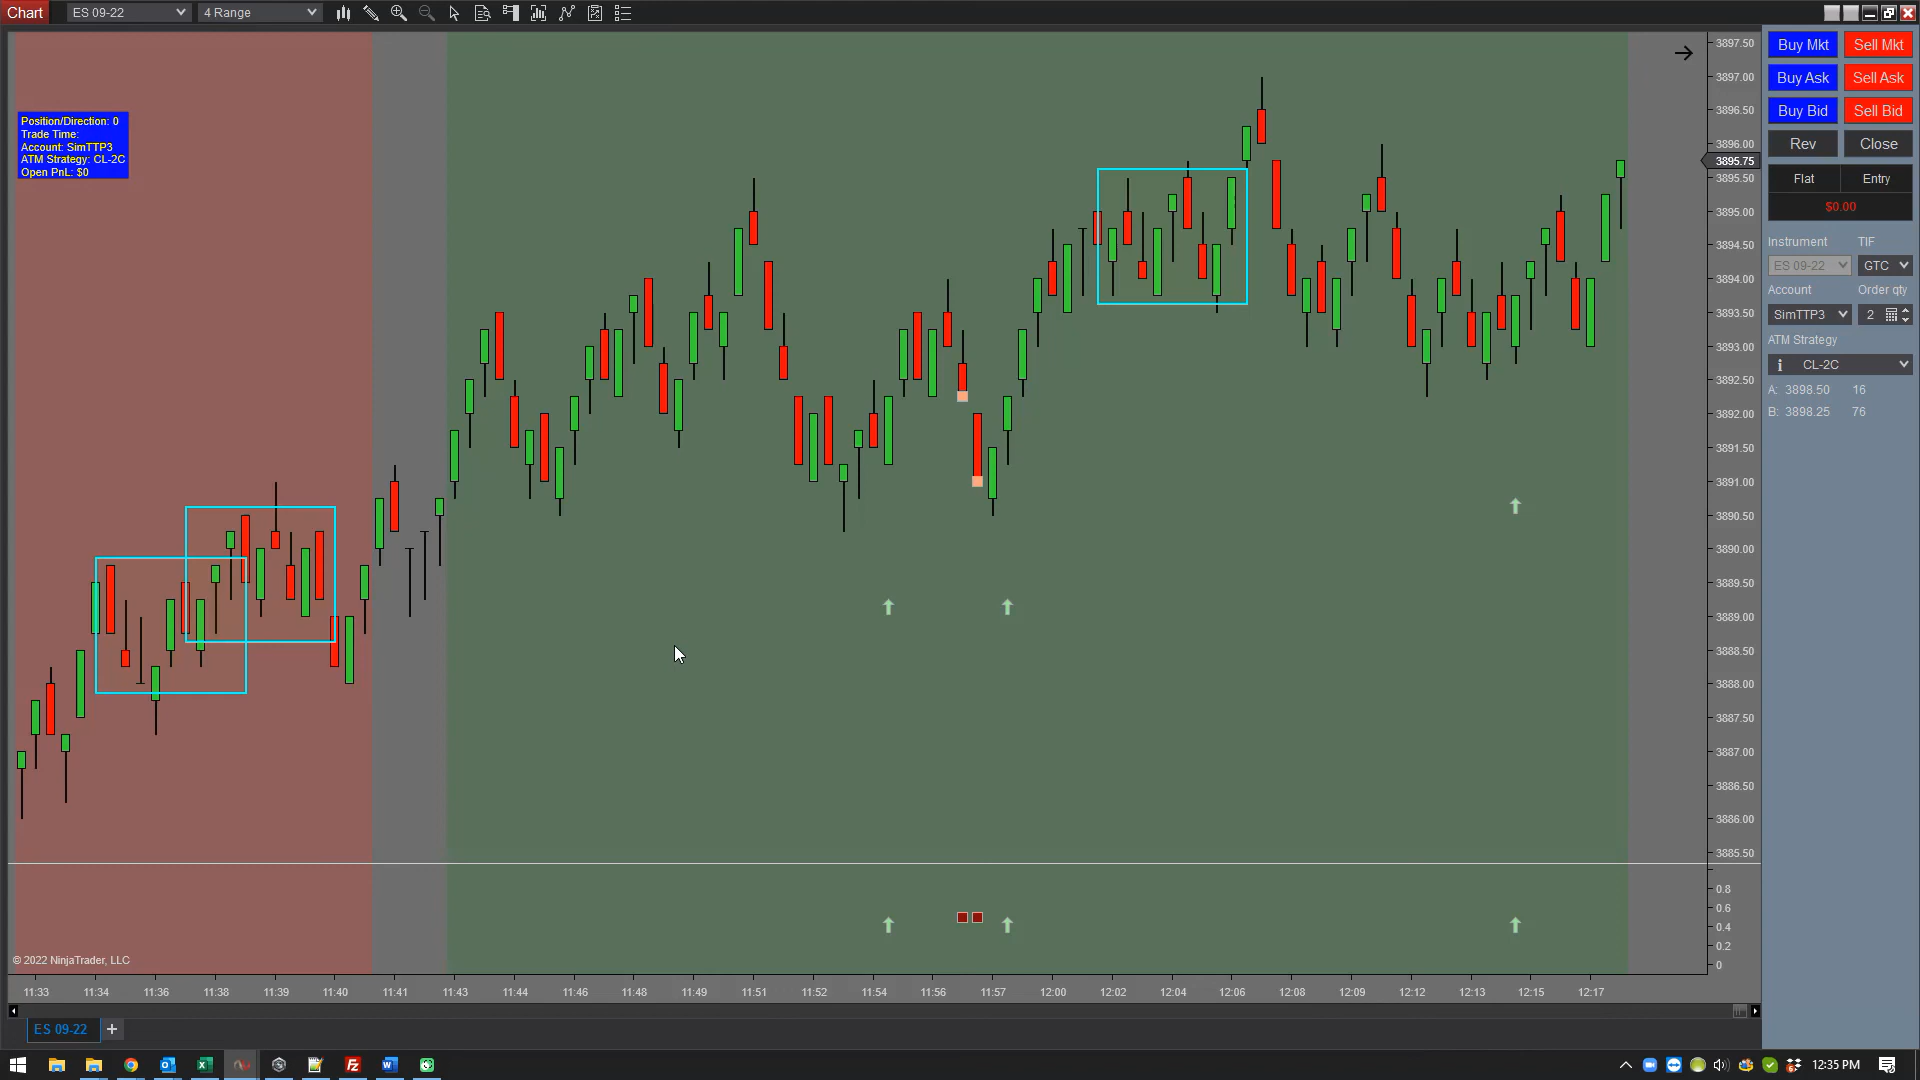 Chart ES 09-22 4 Range
Position/Direction: 0
Trade Time:
Account: SimTTP3
ATM Strategy: CL-2C
Open PnL: $0
3897.50
3897.00
3896.50
3896.00
3895.75
3895.50
3895.00
3894.50
3894.00
3893.50
3893.00
3892.50
3892.00
3891.50
3891.00
3890.50
3890.00
3889.50
3889.00
3888.50
3888.00
3887.50
3887.00
3886.50
3886.00
3885.50
0.8
0.6
0.4
0.2
0
© 2022 NinjaTrader, LLC
11:33 11:34 11:36 11:38 11:39 11:40 11:41 11:43 11:44 11:46 11:48 11:49 11:51 11:52 11:54 11:56 11:57 12:00 12:02 12:04 12:06 12:08 12:09 12:12 12:13 12:15 12:17
ES 09-22 +
Buy Mkt Sell Mkt
Buy Ask Sell Ask
Buy Bid Sell Bid
Rev Close
Flat Entry
$0.00
Instrument TIF
ES 09-22 GTC
Account Order qty
SimTTP3 2
ATM Strategy
CL-2C
A: 3898.50 16
B: 3898.25 76
12:35 PM